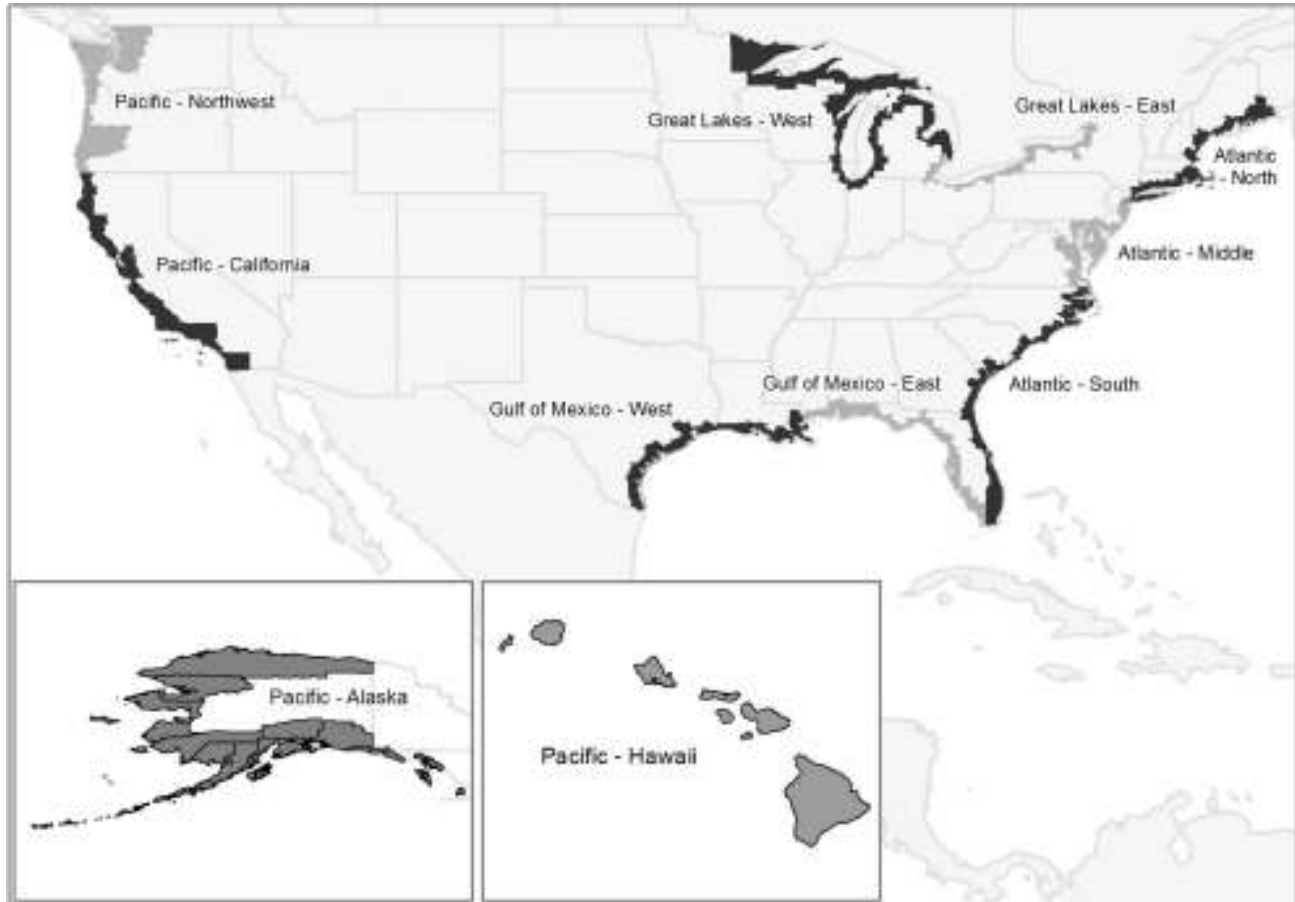 Pacific - Northwest
Great Lakes - West
Great Lakes - East
Atlantic
- North
Pacific - California
Atlantic - Middle
Gulf of Mexico - East
Atlantic - South
Gulf of Mexico - West
Pacific - Alaska
Pacific - Hawaii